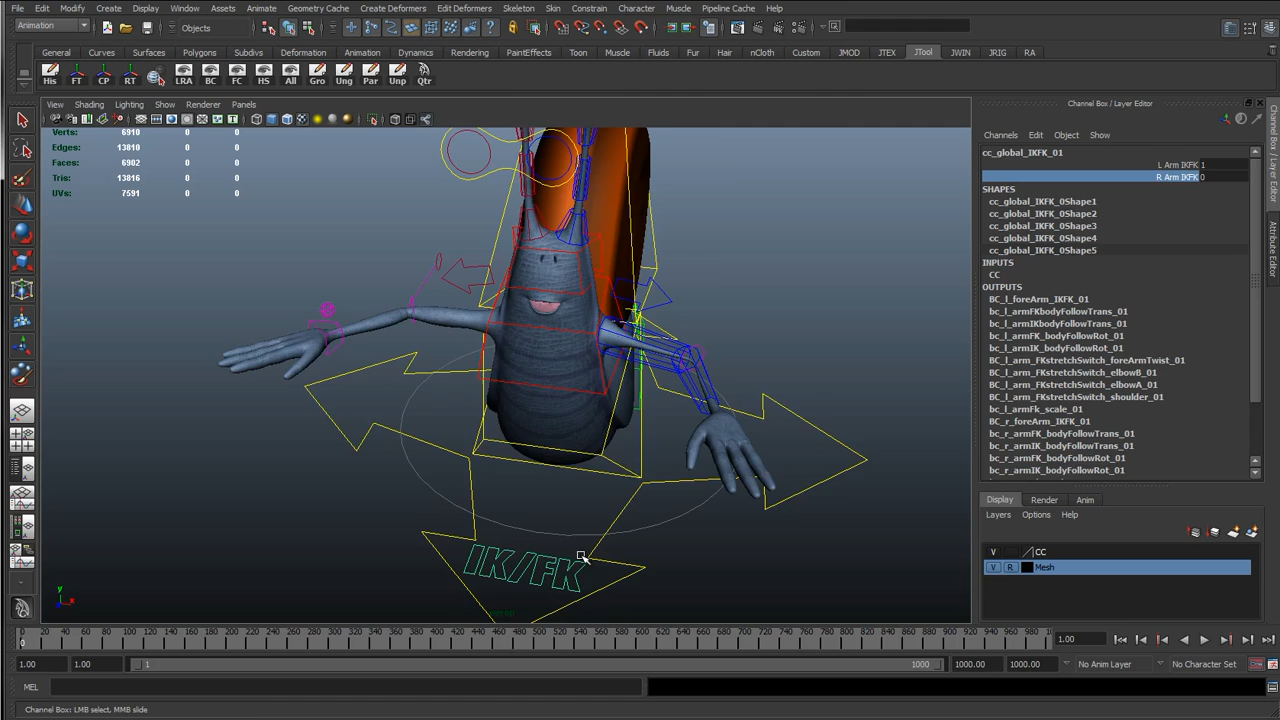 File Edit Modify Create Display Window Assets Animate Geometry Cache Create Deformers Edit Deformers Skeleton Skin Constrain Character Muscle Pipeline Cache Help
Animation Objects
General Curves Surfaces Polygons Subdivs Deformation Animation Dynamics Rendering PaintEffects Toon Muscle Fluids Fur Hair nCloth Custom JMOD JTEX JTool JWIN JRIG RA
His FT CP RT LRA BC FC HS All Gro Ung Par Unp Qtr
View Shading Lighting Show Renderer Panels
Channel Box / Layer Editor
Verts: 6910 0 0
Edges: 13810 0 0
Faces: 6902 0 0
Tris: 13816 0 0
UVs: 7591 0 0
IK/FK
persp
y
x
Channels Edit Object Show
cc_global_IKFK_01
L Arm IKFK 1
R Arm IKFK 0
SHAPES
cc_global_IKFK_0Shape1
cc_global_IKFK_0Shape2
cc_global_IKFK_0Shape3
cc_global_IKFK_0Shape4
cc_global_IKFK_0Shape5
INPUTS
CC
OUTPUTS
BC_l_foreArm_IKFK_01
BC_l_armFKbodyFollowTrans_01
BC_l_armIKbodyFollowTrans_01
BC_l_armFK_bodyFollowRot_01
BC_l_armIK_bodyFollowRot_01
BC_l_arm_FKstretchSwitch_foreArmTwist_01
BC_l_arm_FKstretchSwitch_elbowB_01
BC_l_arm_FKstretchSwitch_elbowA_01
BC_l_arm_FKstretchSwitch_shoulder_01
bc_l_armFk_scale_01
BC_r_foreArm_IKFK_01
BC_r_armFK_bodyFollowTrans_01
BC_r_armIK_bodyFollowTrans_01
BC_r_armFK_bodyFollowRot_01
BC_r_armIK_bodyFollowRot_01
Channel Box / Layer Editor
Attribute Editor
Display Render Anim
Layers Options Help
V CC
V R Mesh
0 20 40 60 80 100 120 140 160 180 200 220 240 260 280 300 320 340 360 380 400 420 440 460 480 500 520 540 560 580 600 620 640 660 680 700 720 740 760 780 800 820 840 860 880 900 920 940 960 980
0
1.00
1.00 1.00 1 1000 1000.00 1000.00 No Anim Layer No Character Set
MEL
Channel Box: LMB select, MMB slide